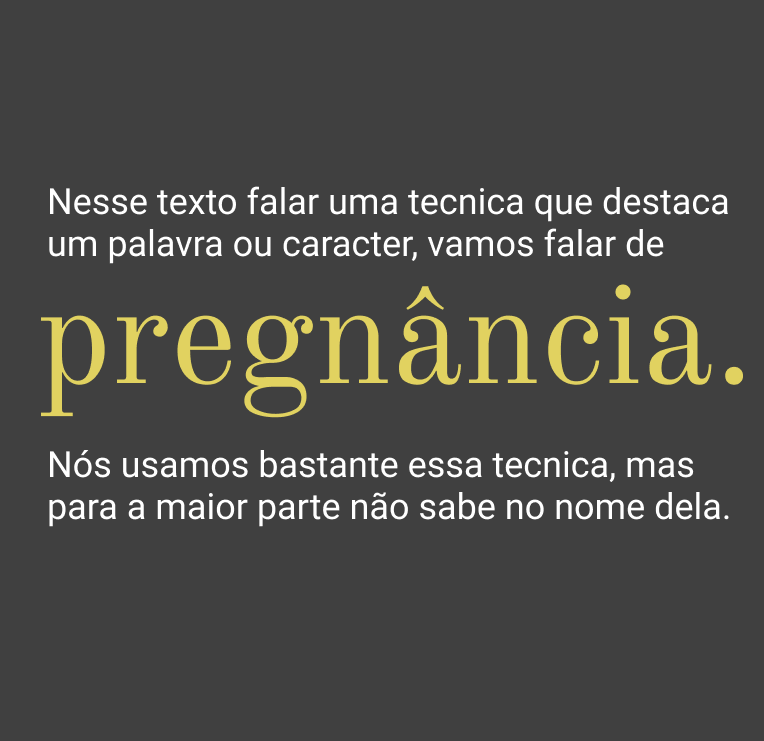 Nesse texto falar uma tecnica que destaca
um palavra ou caracter, vamos falar de
pregnância.
Nós usamos bastante essa tecnica, mas
para a maior parte não sabe no nome dela.